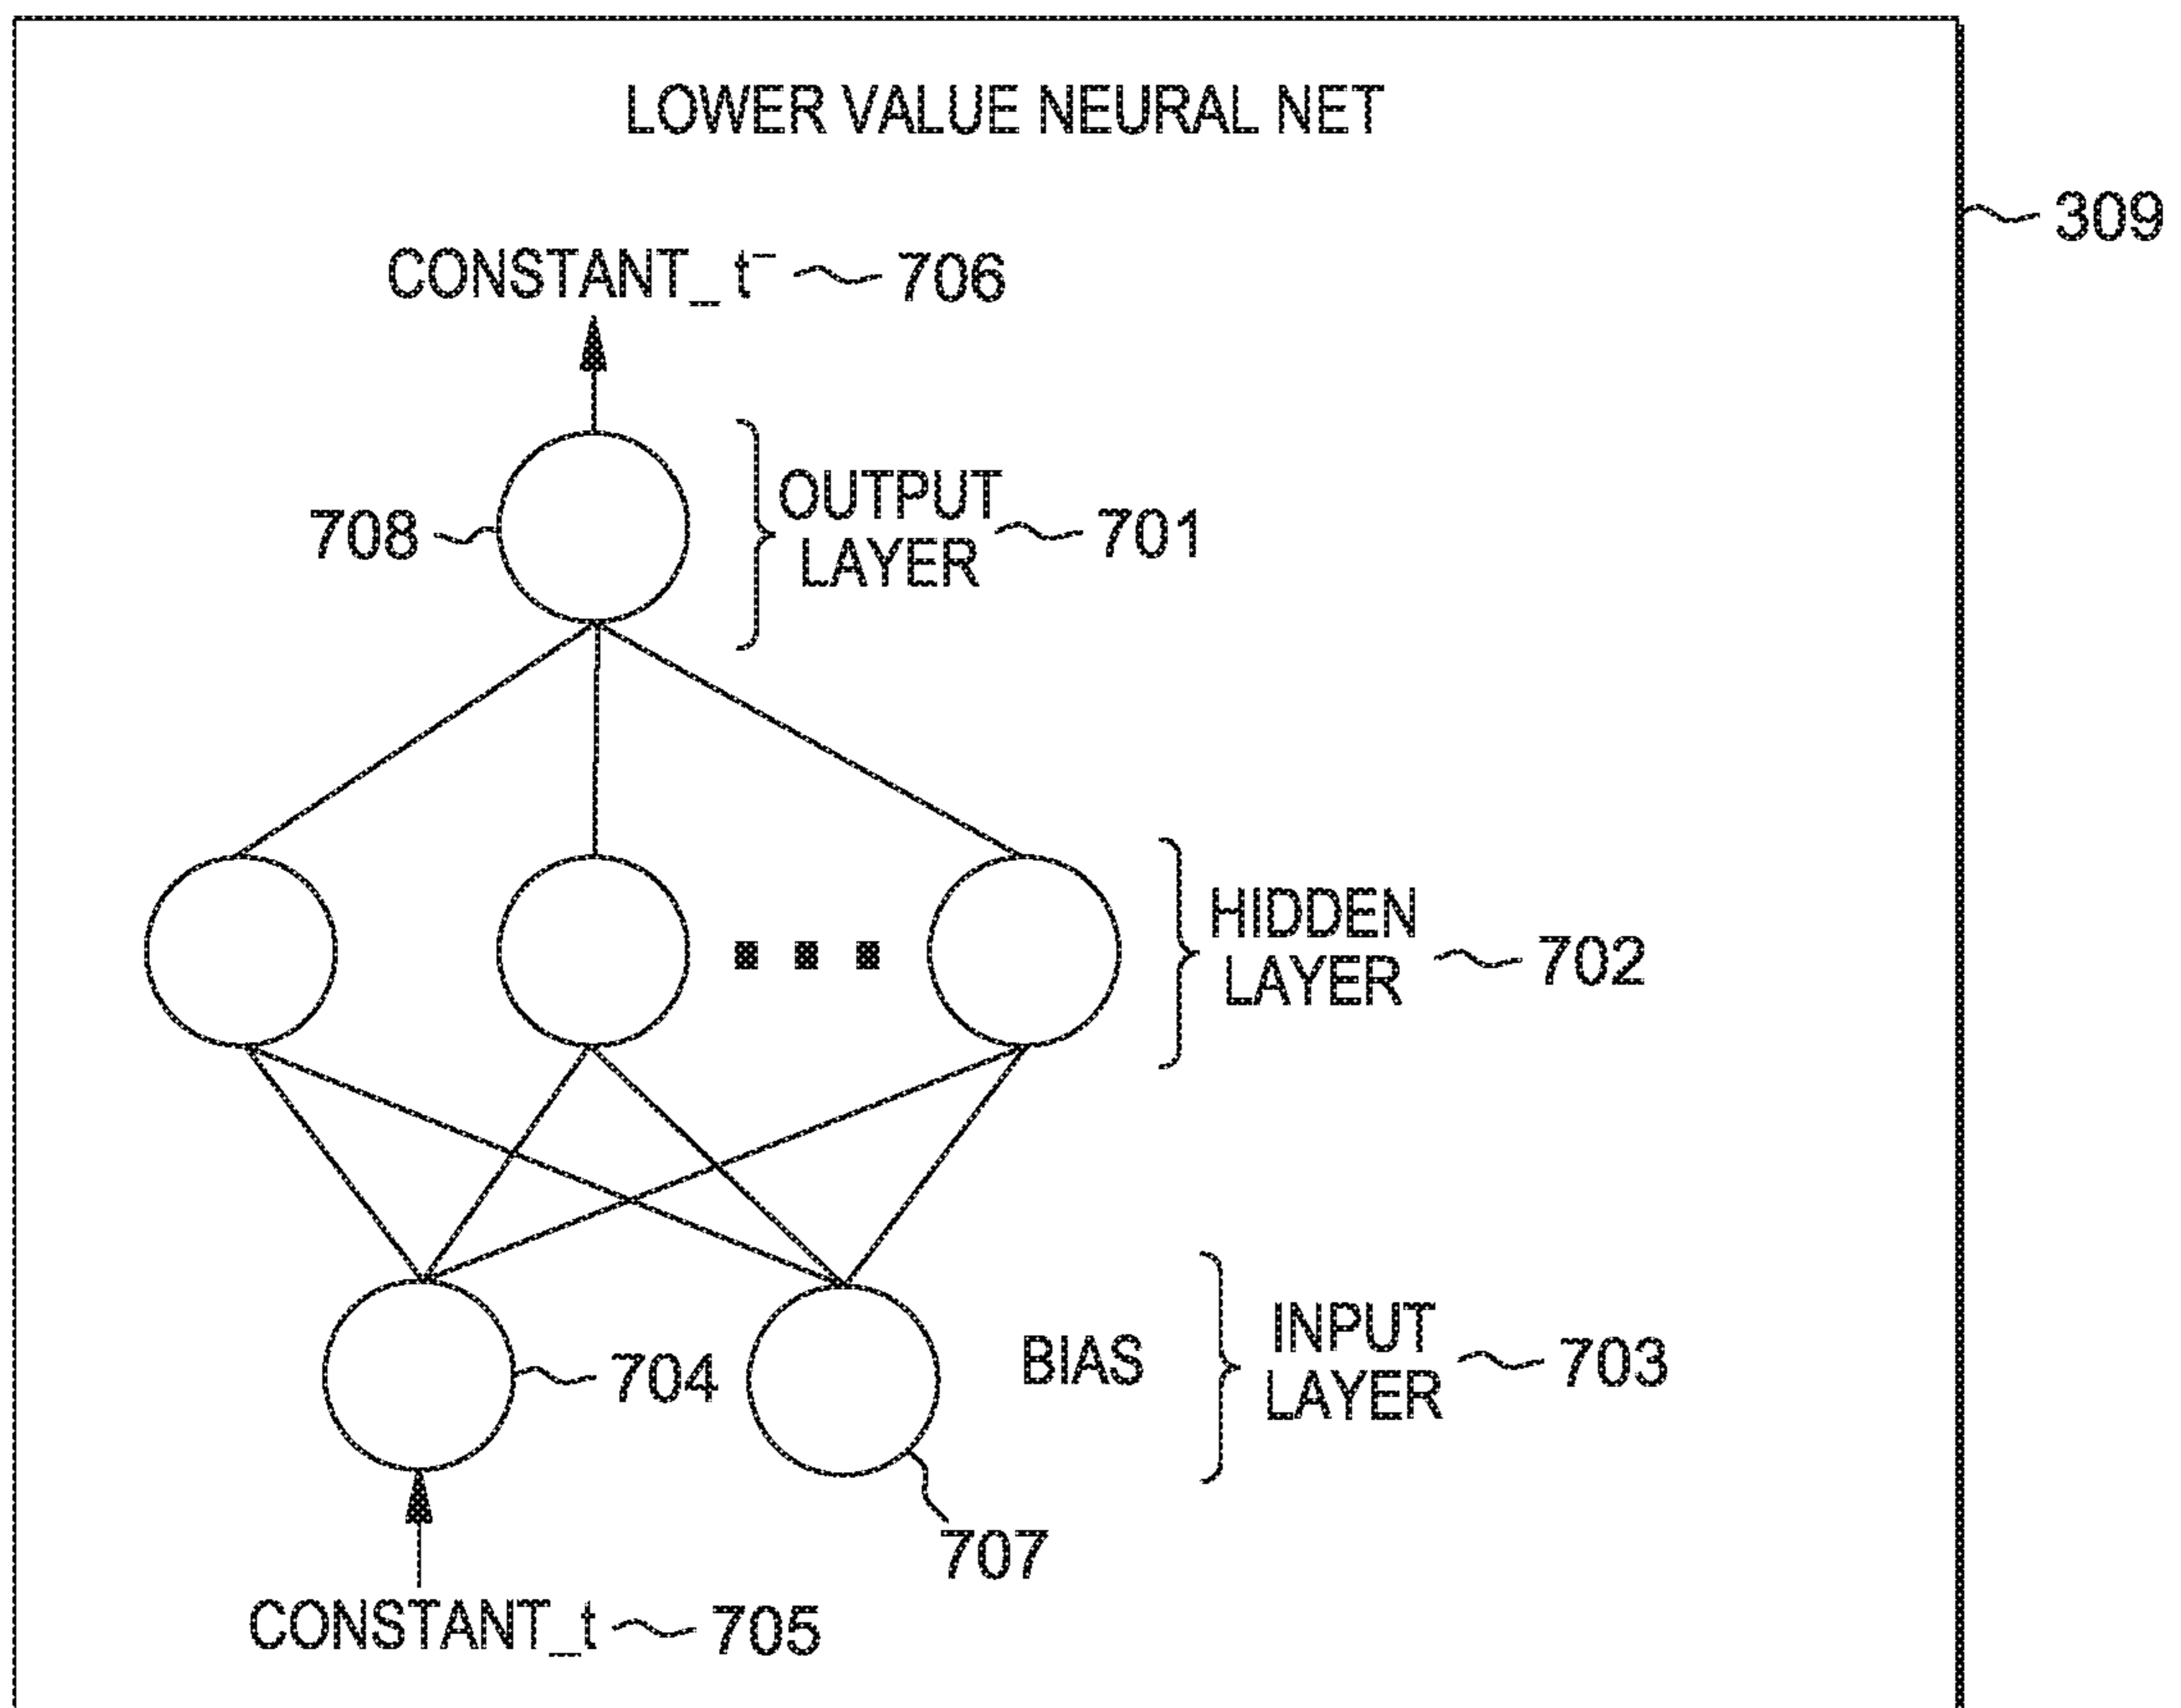 LOWER VALUE NEURAL NET
309
CONSTANT_t⁻ 706
708
OUTPUT
LAYER
701
HIDDEN
LAYER
702
704
BIAS
INPUT
LAYER
703
707
CONSTANT_t 705